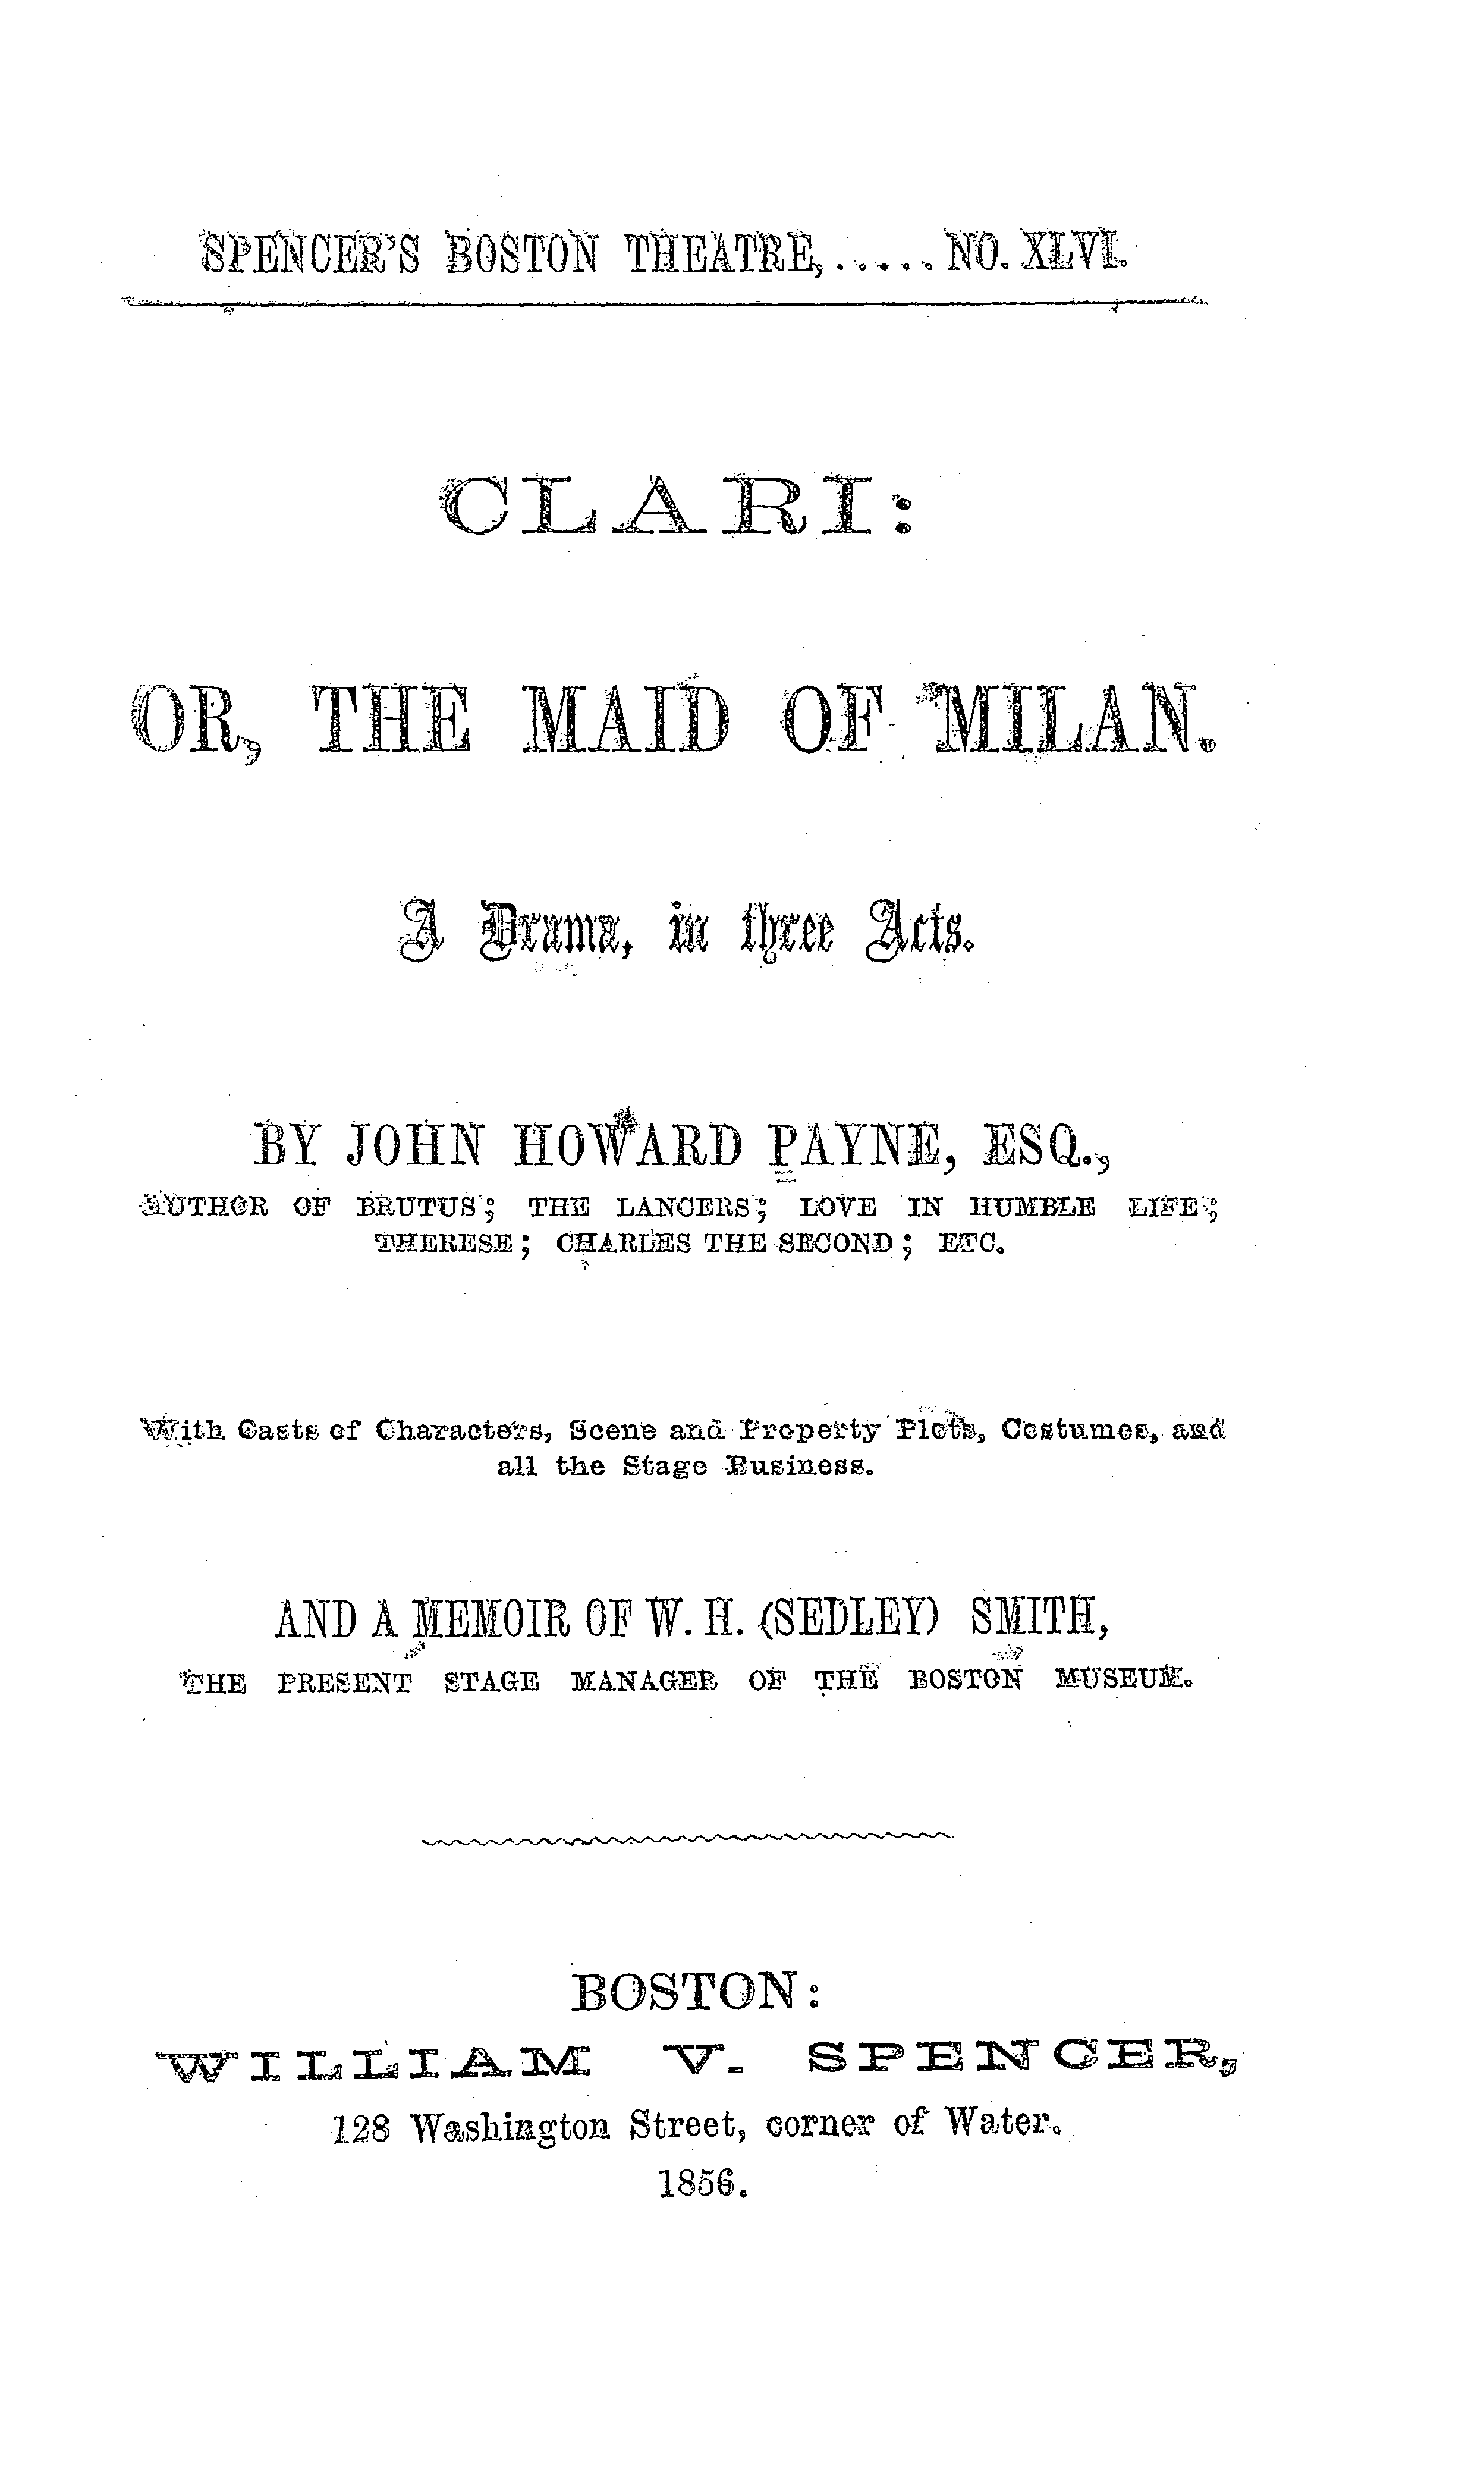 SPENCER'S BOSTON THEATRE, ..... NO. XLVI.
CLARI:
OR, THE MAID OF MILAN.
A Drama, in three Acts.
BY JOHN HOWARD PAYNE, ESQ.,
AUTHOR OF BRUTUS; THE LANCERS; LOVE IN HUMBLE LIFE;
THERESE; CHARLES THE SECOND; ETC.
With Casts of Characters, Scene and Property Plots, Costumes, and
all the Stage Business.
AND A MEMOIR OF W. H. (SEDLEY) SMITH,
THE PRESENT STAGE MANAGER OF THE BOSTON MUSEUM.
BOSTON:
WILLIAM V. SPENCER,
128 Washington Street, corner of Water.
1856.